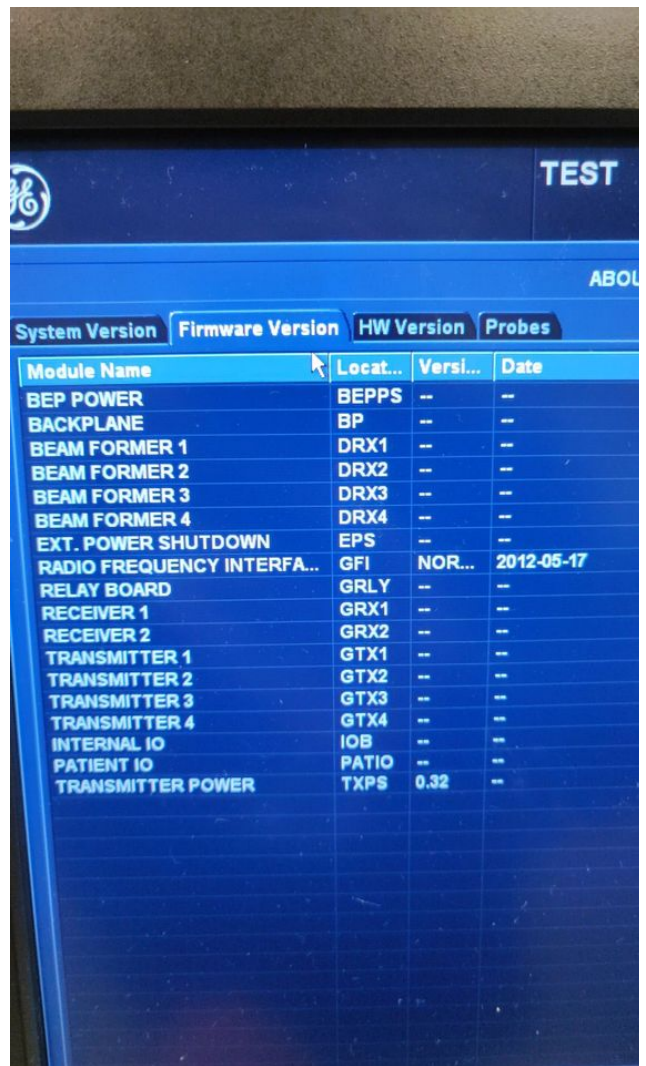 GE
TEST
ABOU
System Version Firmware Version HW Version Probes
Module Name Locat... Versi... Date
BEP POWER BEPPS -- --
BACKPLANE BP -- --
BEAM FORMER 1 DRX1 -- --
BEAM FORMER 2 DRX2 -- --
BEAM FORMER 3 DRX3 -- --
BEAM FORMER 4 DRX4 -- --
EXT. POWER SHUTDOWN EPS -- --
RADIO FREQUENCY INTERFA... GFI NOR... 2012-05-17
RELAY BOARD GRLY -- --
RECEIVER 1 GRX1 -- --
RECEIVER 2 GRX2 -- --
TRANSMITTER 1 GTX1 -- --
TRANSMITTER 2 GTX2 -- --
TRANSMITTER 3 GTX3 -- --
TRANSMITTER 4 GTX4 -- --
INTERNAL IO IOB -- --
PATIENT IO PATIO -- --
TRANSMITTER POWER TXPS 0.32 --